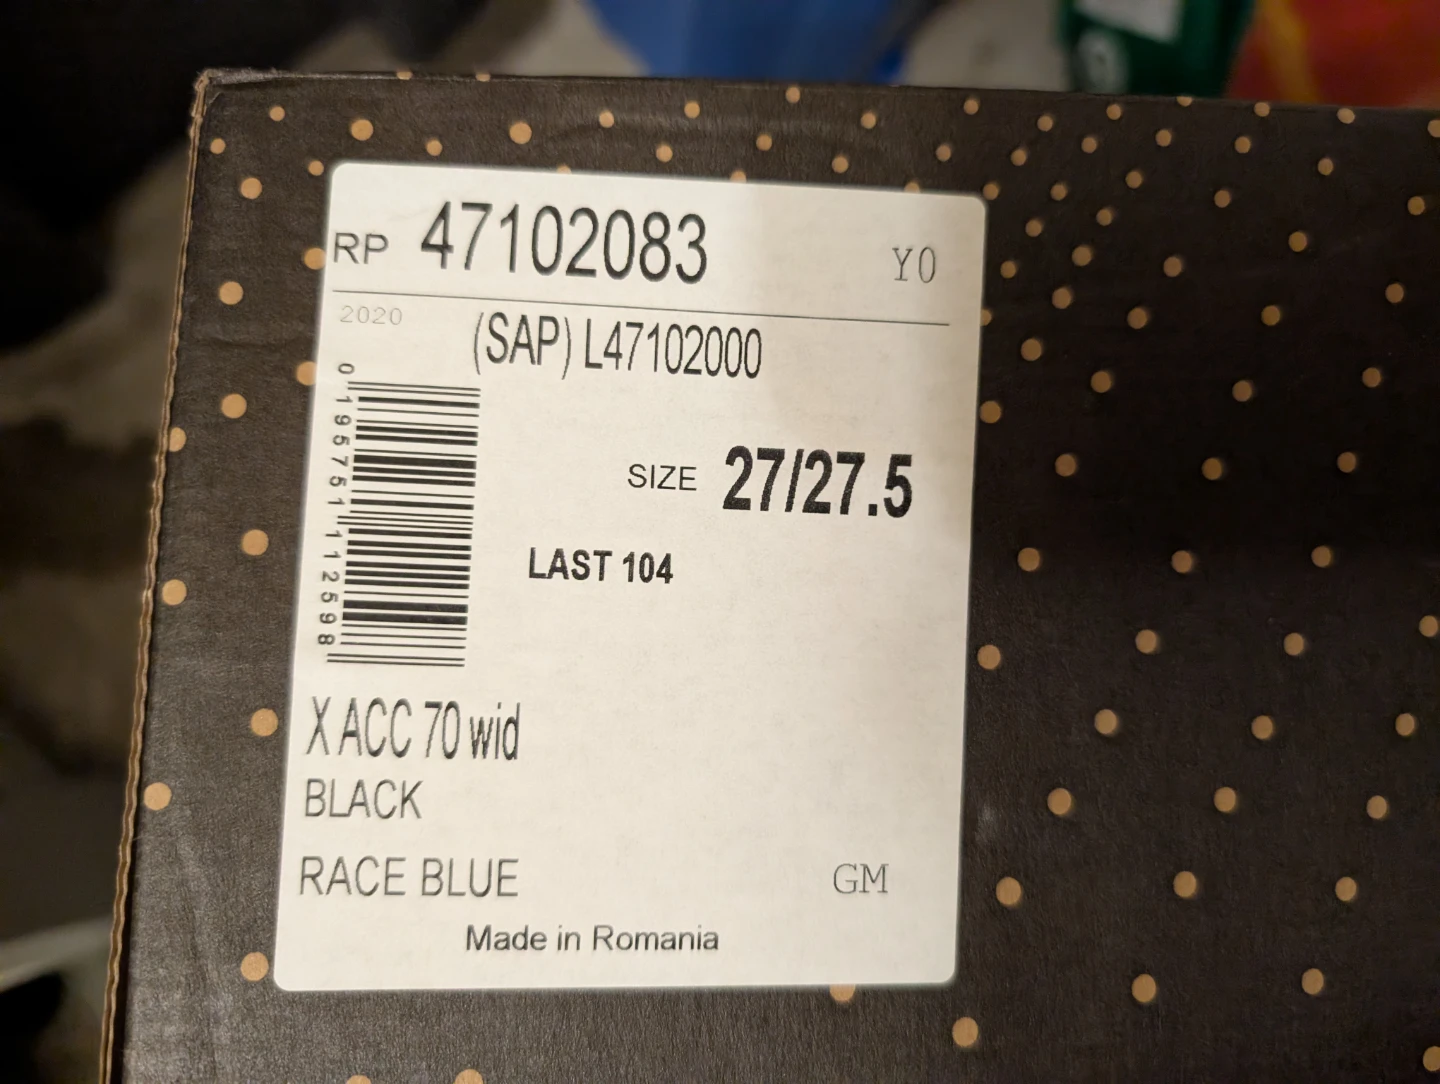 RP 47102083 Y0
2020
(SAP) L47102000
0 195751 112598
SIZE 27/27.5
LAST 104
X ACC 70 wid
BLACK
RACE BLUE GM
Made in Romania